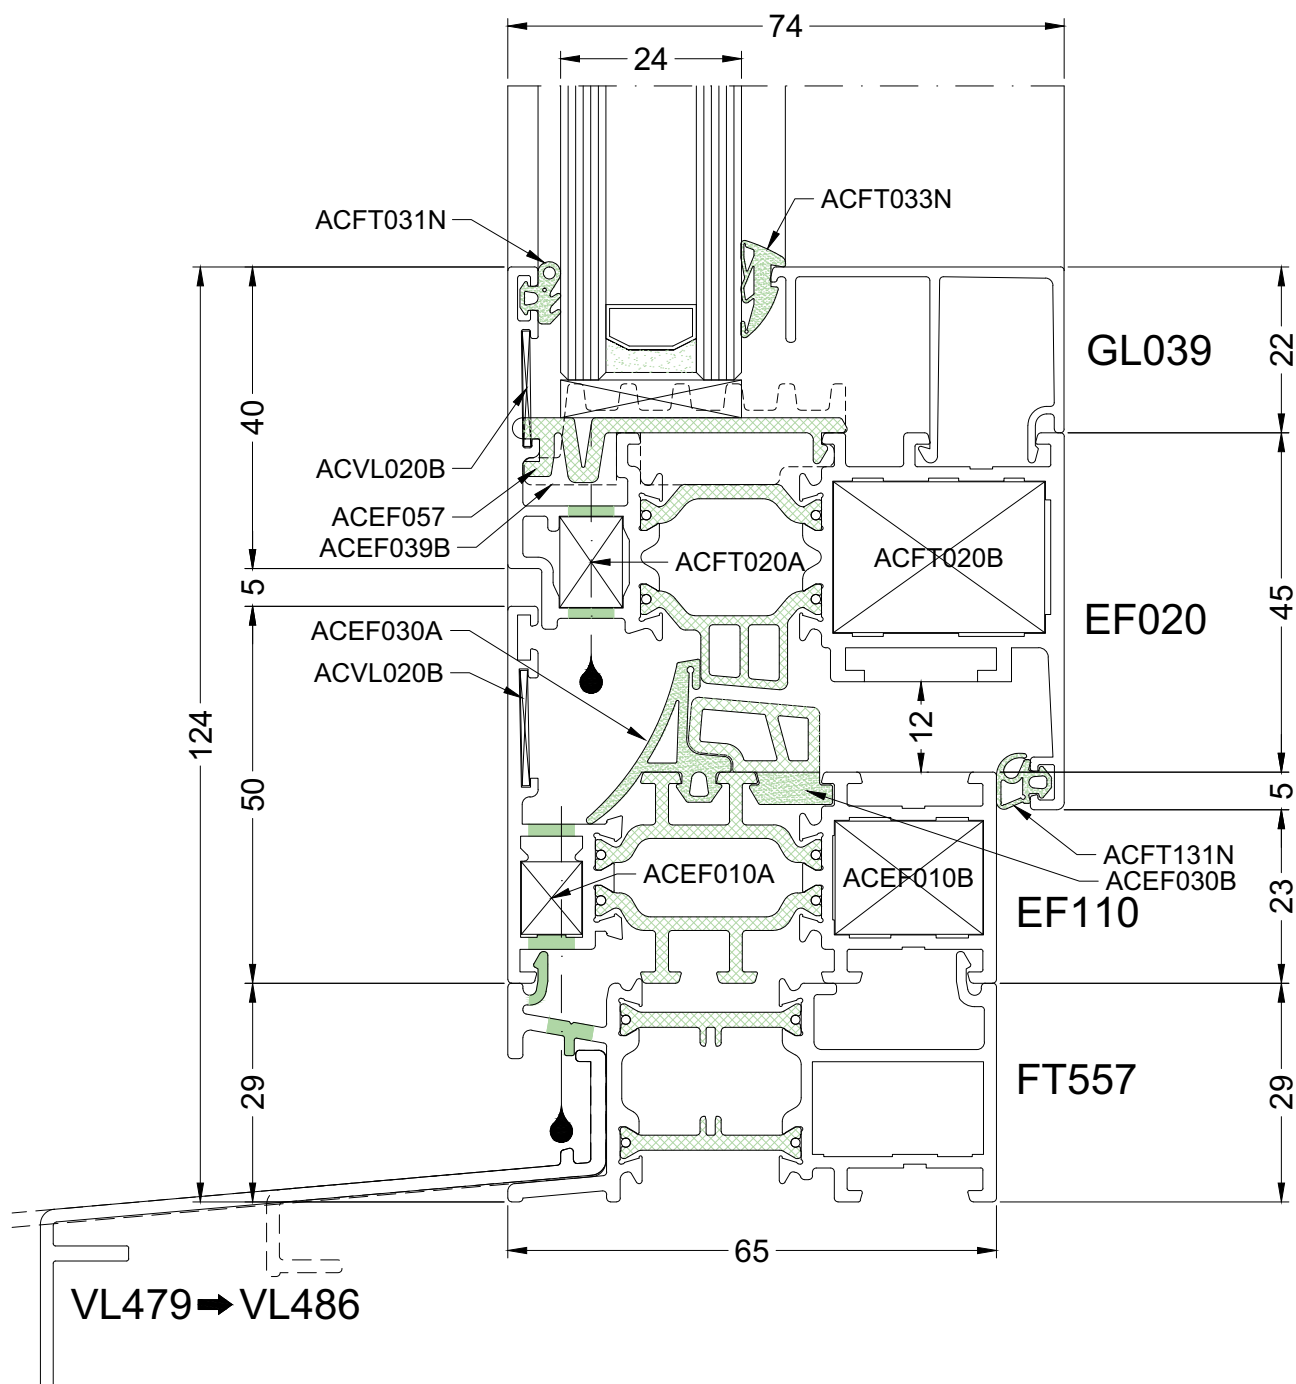 74
24
ACFT031N
ACFT033N
GL039
22
40
ACVL020B
ACEF057
ACEF039B
ACFT020A
ACFT020B
5
45
EF020
ACEF030A
ACVL020B
124
12
50
5
ACFT131N
ACEF030B
ACEF010A
ACEF010B
23
EF110
29
FT557
29
65
VL479 ➡ VL486